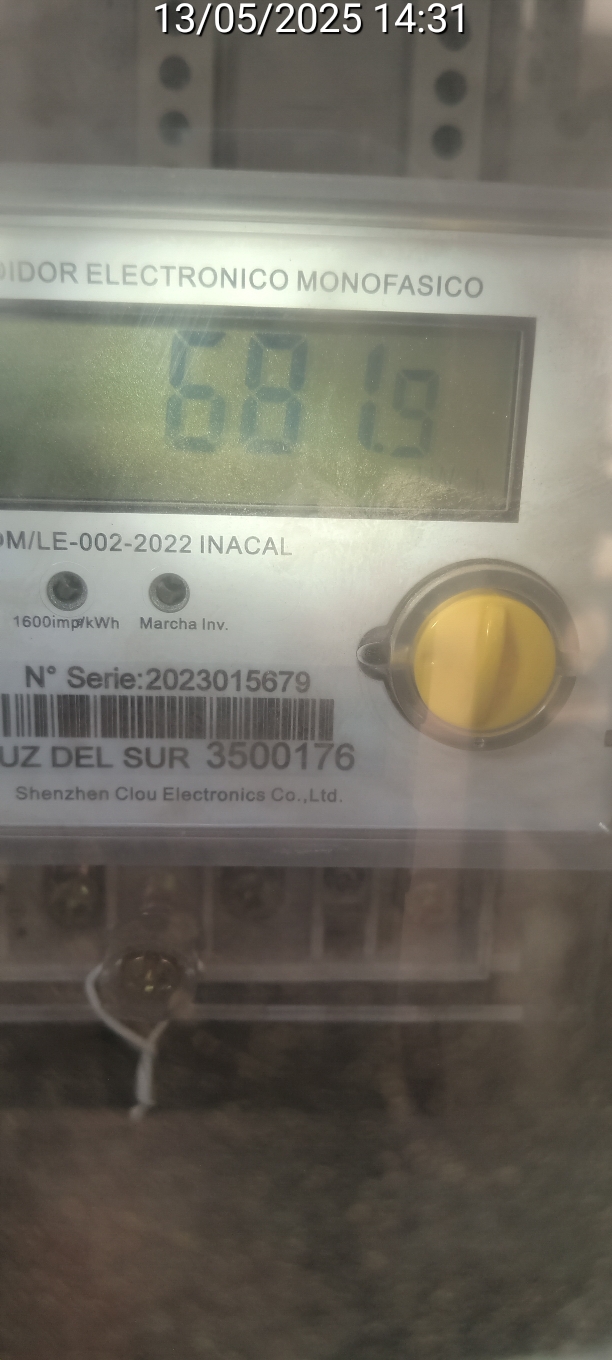 13/05/2025 14:31
DIDOR ELECTRONICO MONOFASICO
681.9
DM/LE-002-2022 INACAL
1600imp/kWh Marcha Inv.
N° Serie:2023015679
UZ DEL SUR 3500176
Shenzhen Clou Electronics Co.,Ltd.